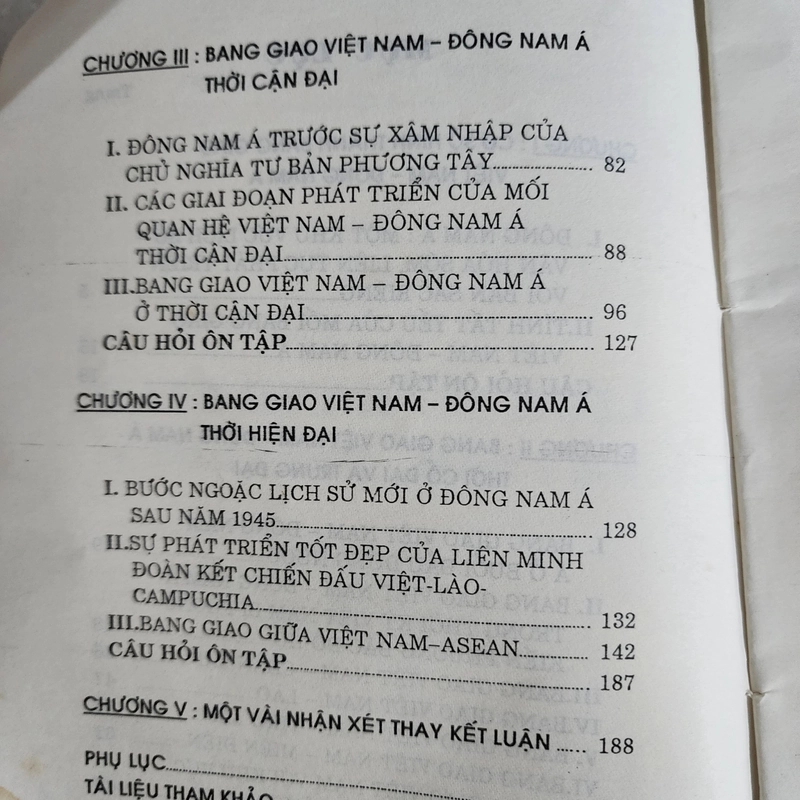 CHƯƠNG III : BANG GIAO VIỆT NAM – ĐÔNG NAM Á
THỜI CẬN ĐẠI
I. ĐÔNG NAM Á TRƯỚC SỰ XÂM NHẬP CỦA
CHỦ NGHĨA TƯ BẢN PHƯƠNG TÂY 82
II. CÁC GIAI ĐOẠN PHÁT TRIỂN CỦA MỐI
QUAN HỆ VIỆT NAM – ĐÔNG NAM Á
THỜI CẬN ĐẠI 88
III.BANG GIAO VIỆT NAM – ĐÔNG NAM Á
Ở THỜI CẬN ĐẠI 96
CÂU HỎI ÔN TẬP 127
CHƯƠNG IV : BANG GIAO VIỆT NAM – ĐÔNG NAM Á
THỜI HIỆN ĐẠI
I. BƯỚC NGOẶC LỊCH SỬ MỚI Ở ĐÔNG NAM Á
SAU NĂM 1945 128
II.SỰ PHÁT TRIỂN TỐT ĐẸP CỦA LIÊN MINH
ĐOÀN KẾT CHIẾN ĐẤU VIỆT-LÀO-
CAMPUCHIA 132
III.BANG GIAO GIỮA VIỆT NAM–ASEAN 142
CÂU HỎI ÔN TẬP 187
CHƯƠNG V : MỘT VÀI NHẬN XÉT THAY KẾT LUẬN 188
PHỤ LỤC
TÀI LIỆU THAM KHẢO